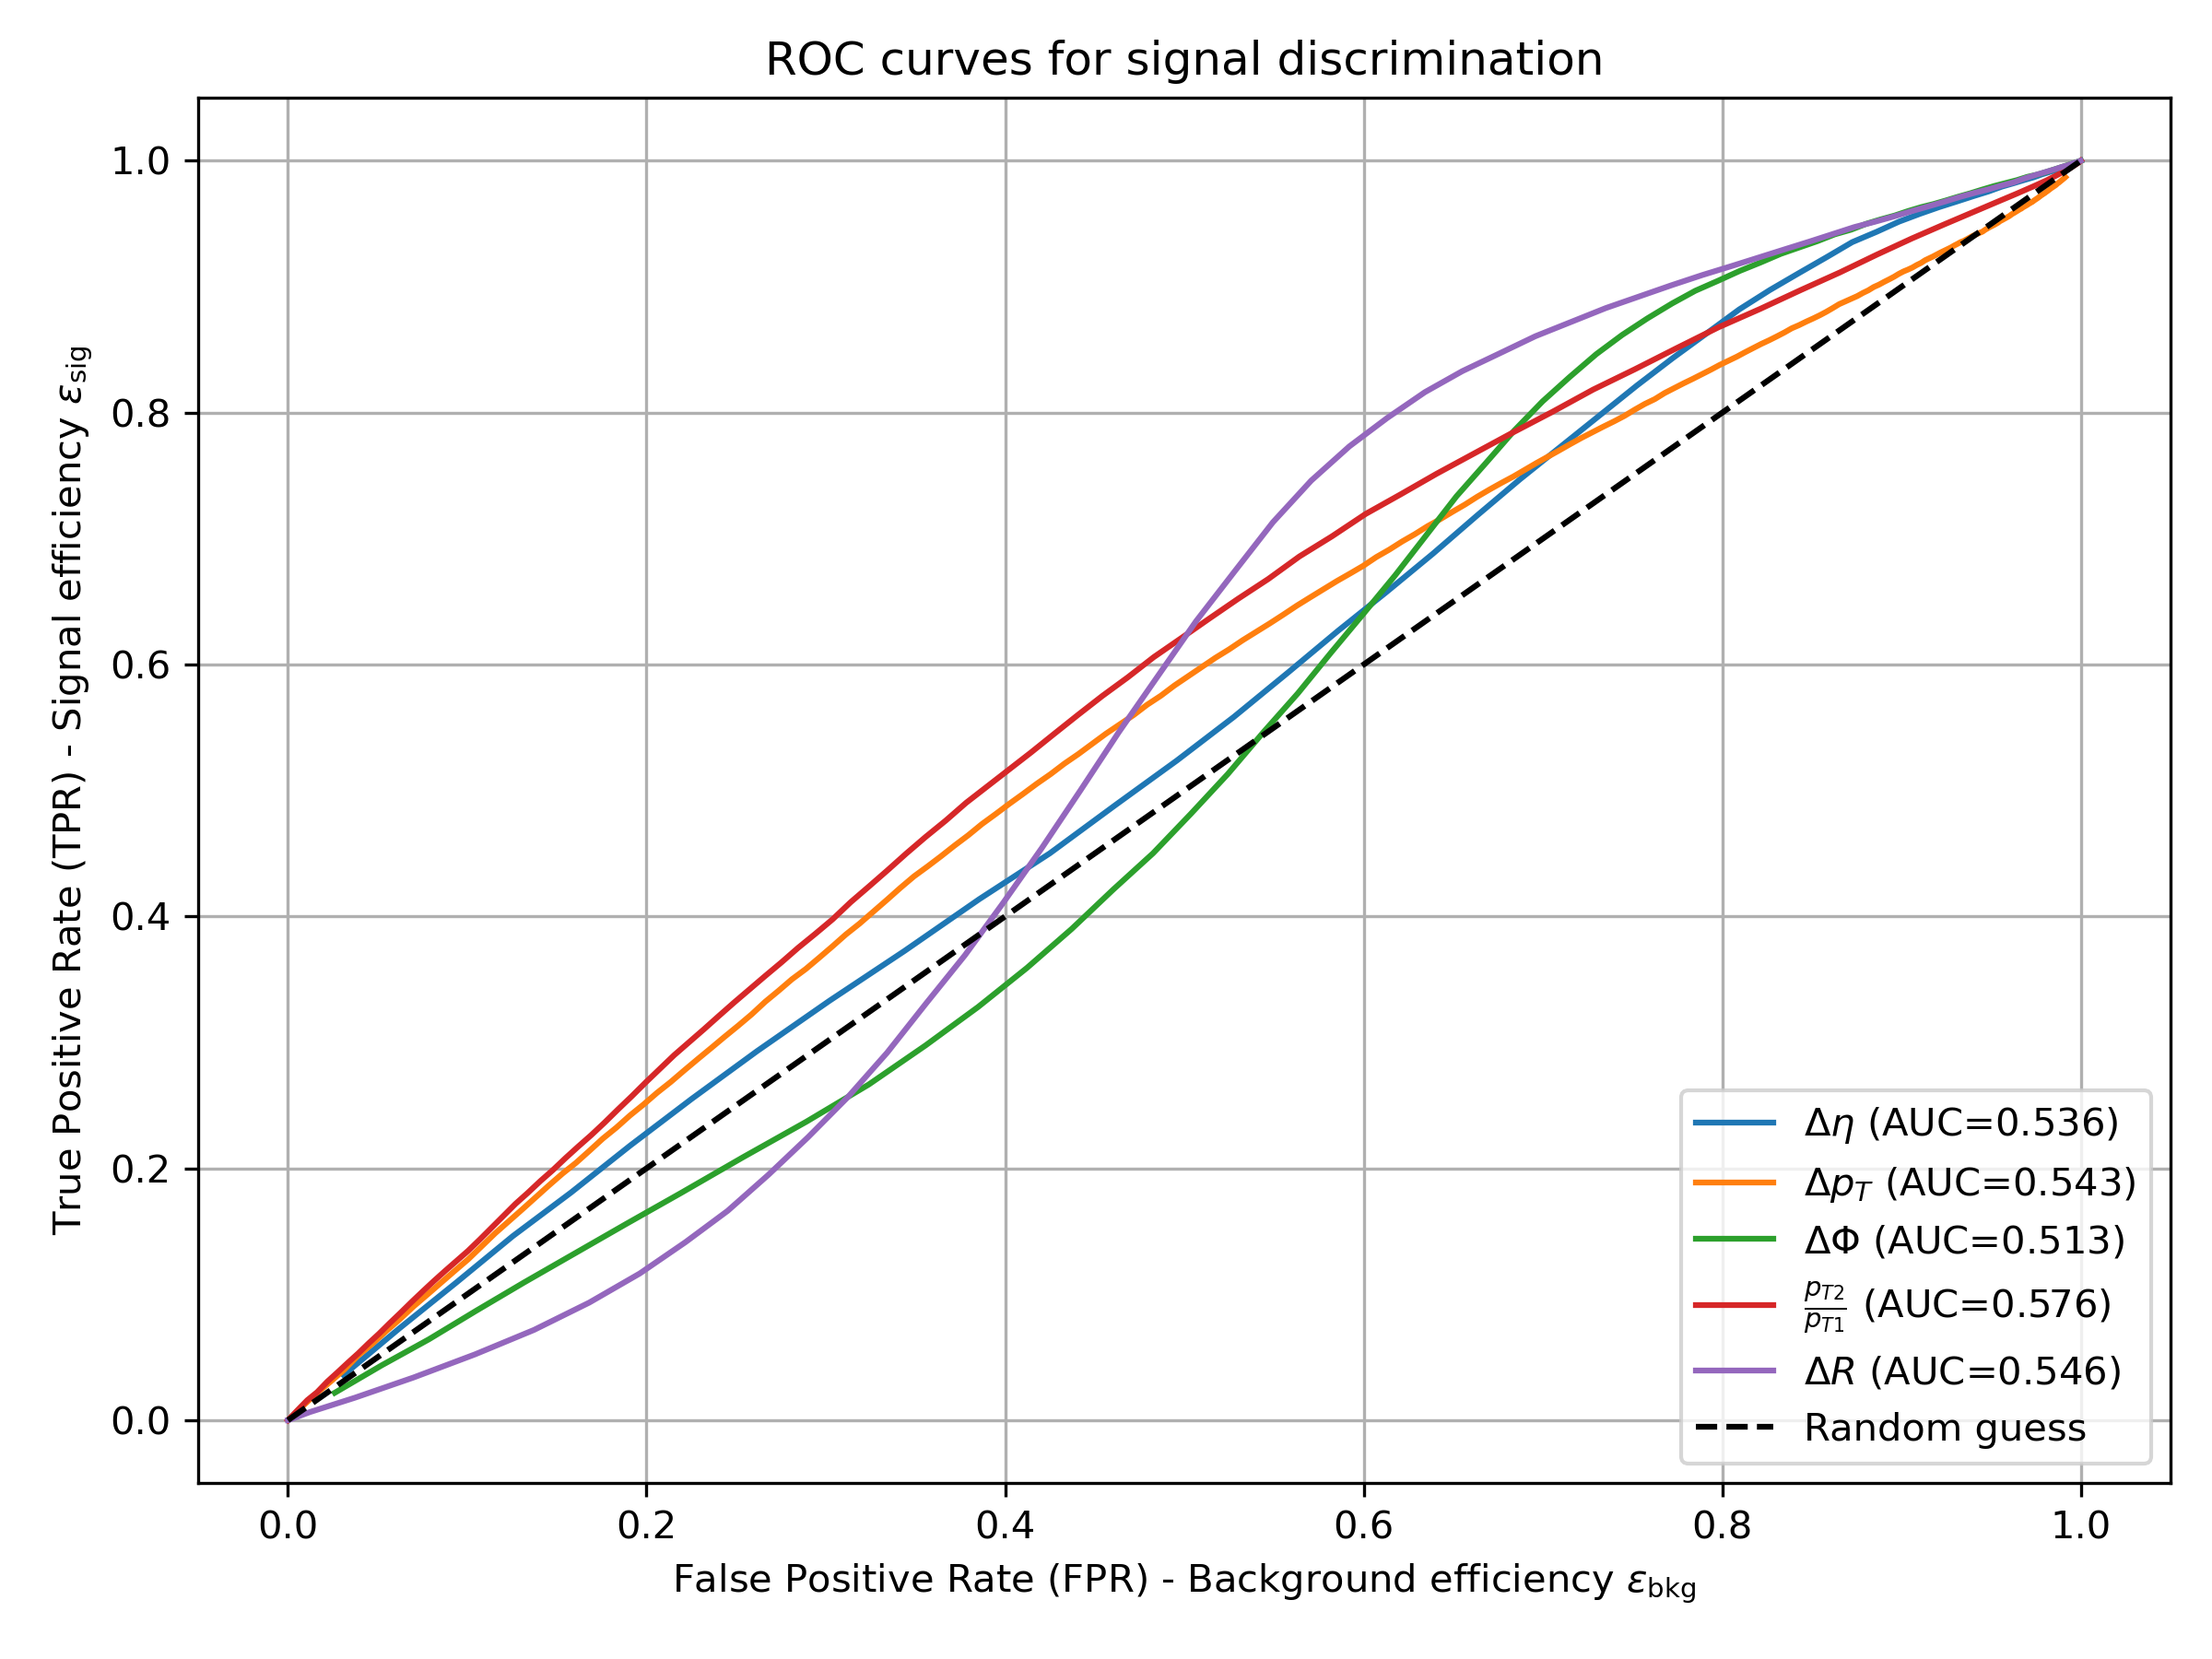 ROC curves for signal discrimination
True Positive Rate (TPR) - Signal efficiency ε_sig
1.0
0.8
0.6
0.4
0.2
0.0
0.0 0.2 0.4 0.6 0.8 1.0
False Positive Rate (FPR) - Background efficiency ε_bkg
Δη (AUC=0.536)
Δp_T (AUC=0.543)
ΔΦ (AUC=0.513)
p_T2/p_T1 (AUC=0.576)
ΔR (AUC=0.546)
Random guess